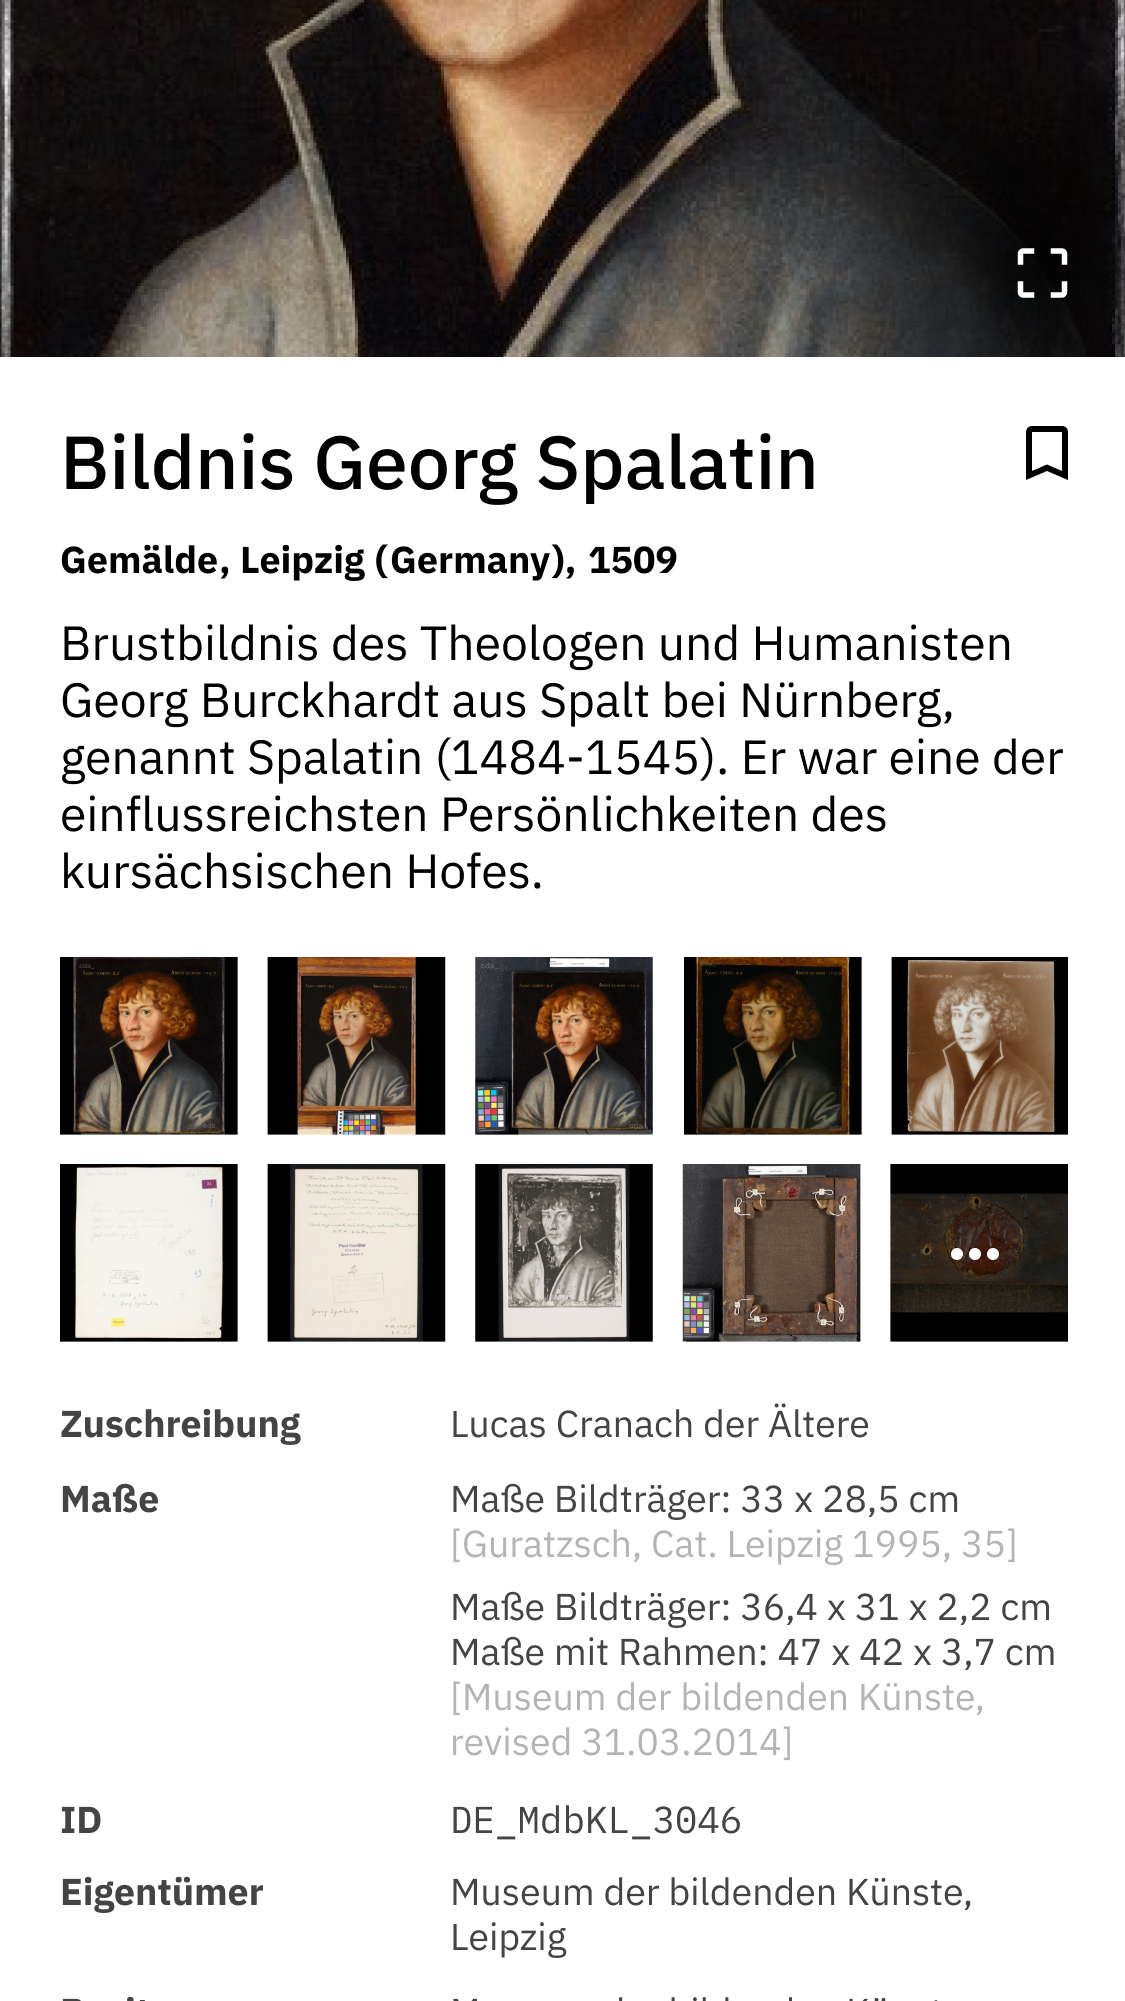 Bildnis Georg Spalatin
Gemälde, Leipzig (Germany), 1509
Brustbildnis des Theologen und Humanisten
Georg Burckhardt aus Spalt bei Nürnberg,
genannt Spalatin (1484-1545). Er war eine der
einflussreichsten Persönlichkeiten des
kursächsischen Hofes.
Zuschreibung Lucas Cranach der Ältere
Maße Maße Bildträger: 33 x 28,5 cm
[Guratzsch, Cat. Leipzig 1995, 35]
Maße Bildträger: 36,4 x 31 x 2,2 cm
Maße mit Rahmen: 47 x 42 x 3,7 cm
[Museum der bildenden Künste,
revised 31.03.2014]
ID DE_MdbKL_3046
Eigentümer Museum der bildenden Künste,
Leipzig